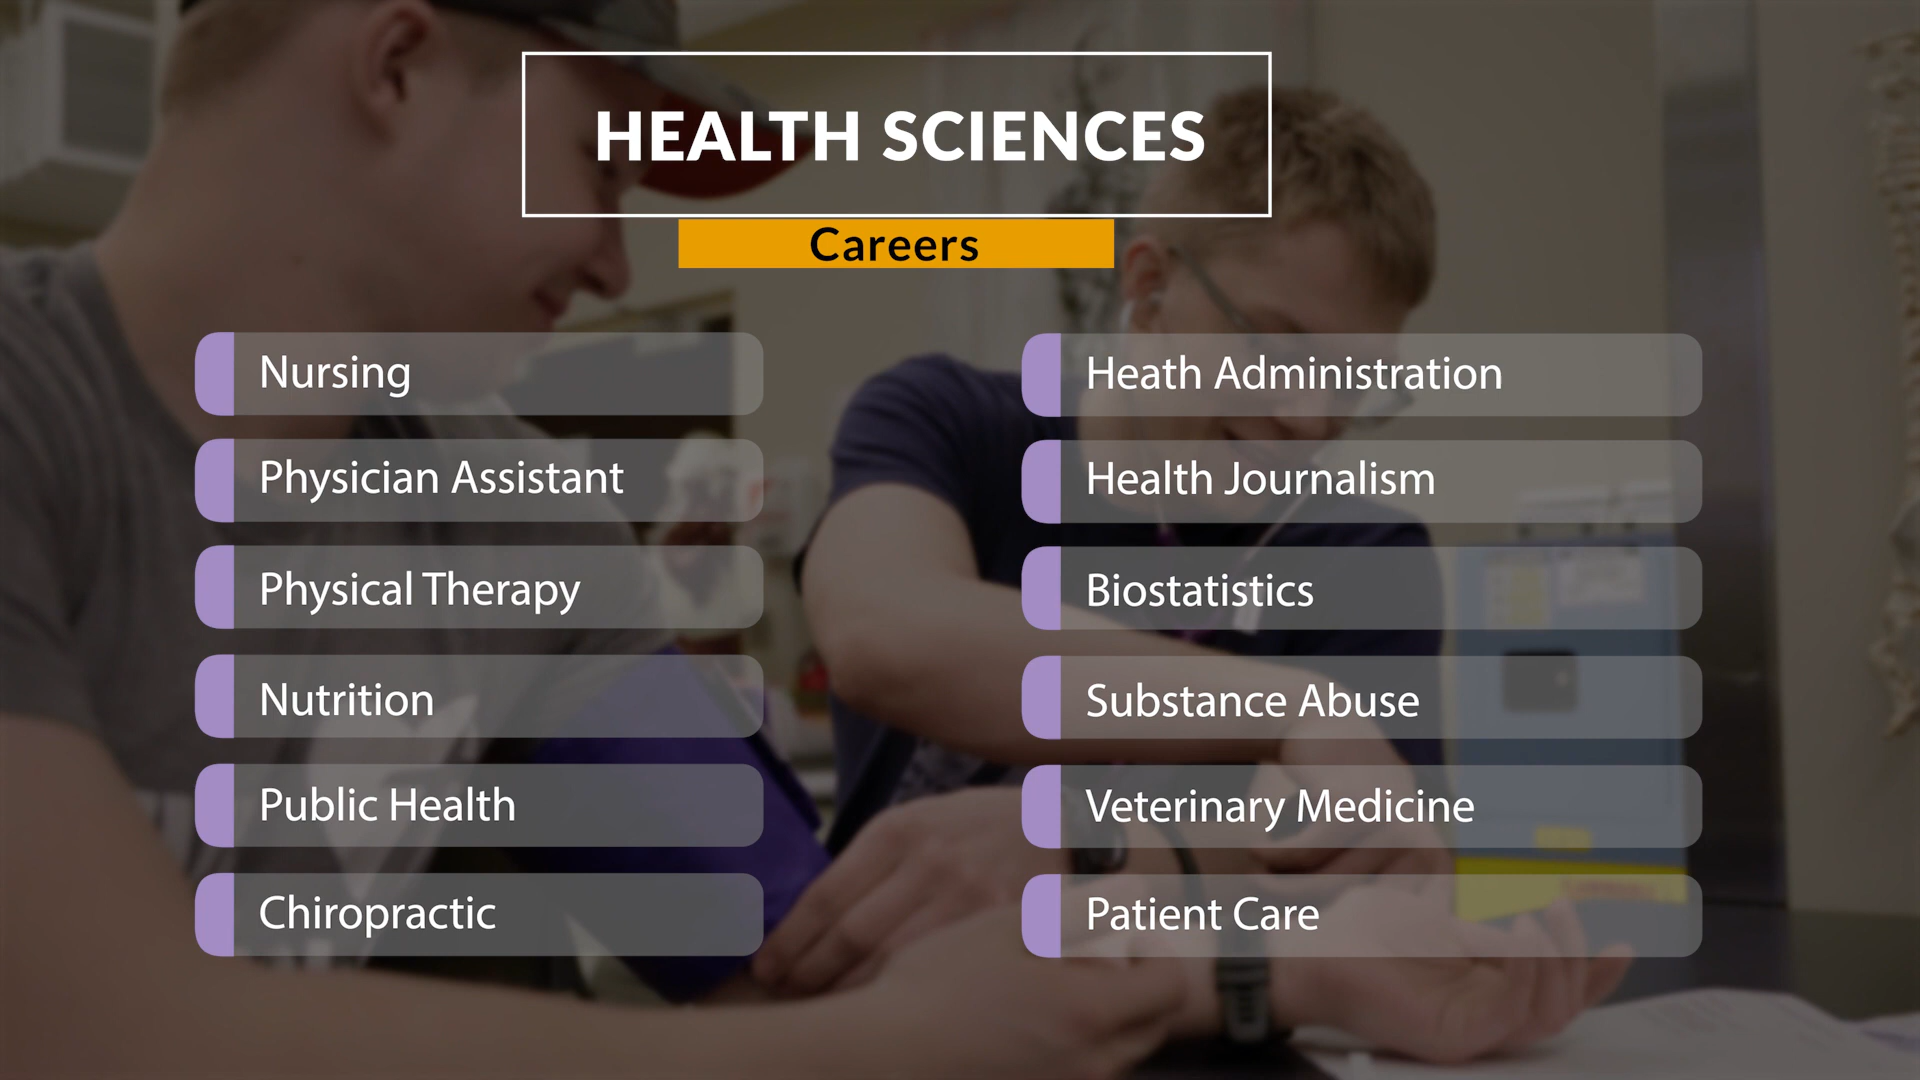 HEALTH SCIENCES
Careers
Nursing
Physician Assistant
Physical Therapy
Nutrition
Public Health
Chiropractic
Heath Administration
Health Journalism
Biostatistics
Substance Abuse
Veterinary Medicine
Patient Care